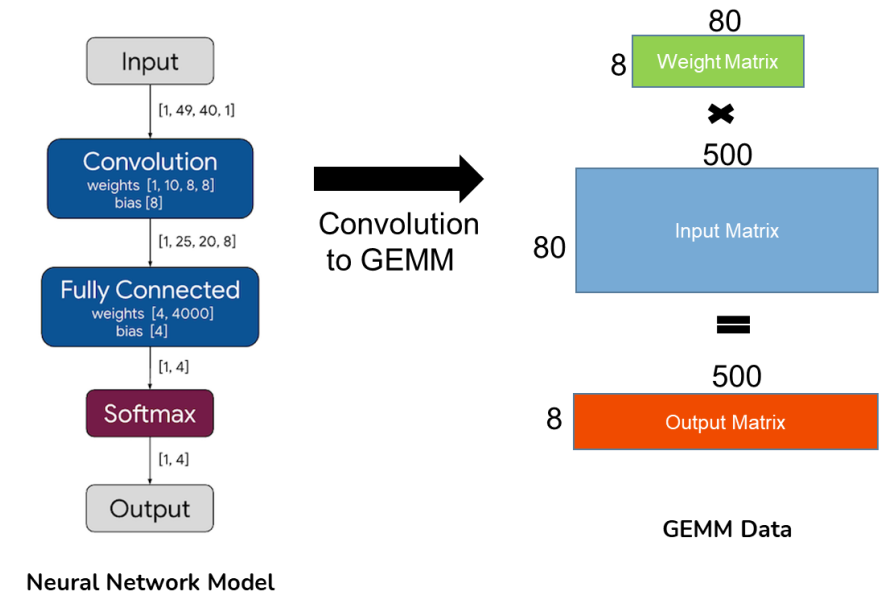 Input
[1, 49, 40, 1]
Convolution
weights [1, 10, 8, 8]
bias [8]
[1, 25, 20, 8]
Fully Connected
weights [4, 4000]
bias [4]
[1, 4]
Softmax
[1, 4]
Output
Neural Network Model
Convolution
to GEMM
80
8
Weight Matrix
500
80
Input Matrix
500
8
Output Matrix
GEMM Data